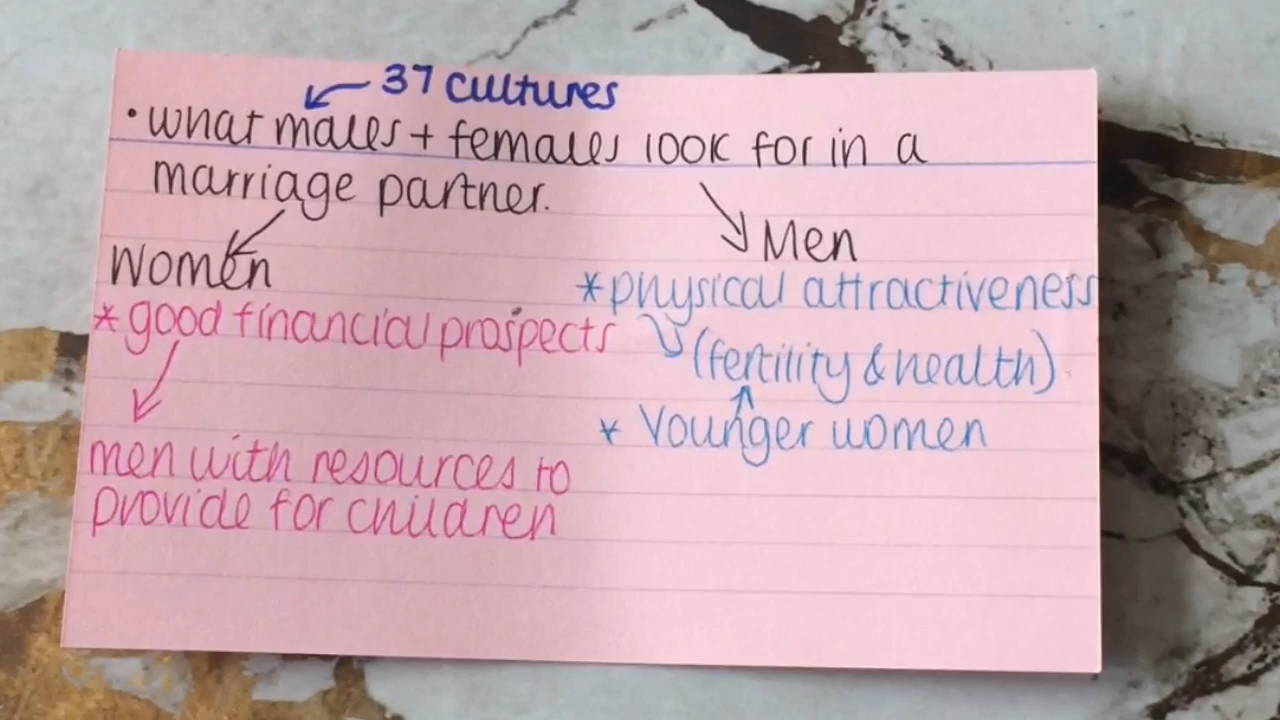 37 cultures
• what males + females look for in a
marriage partner.
Women
* good financial prospects
men with resources to
provide for children
Men
* physical attractiveness
(fertility & health)
* Younger women